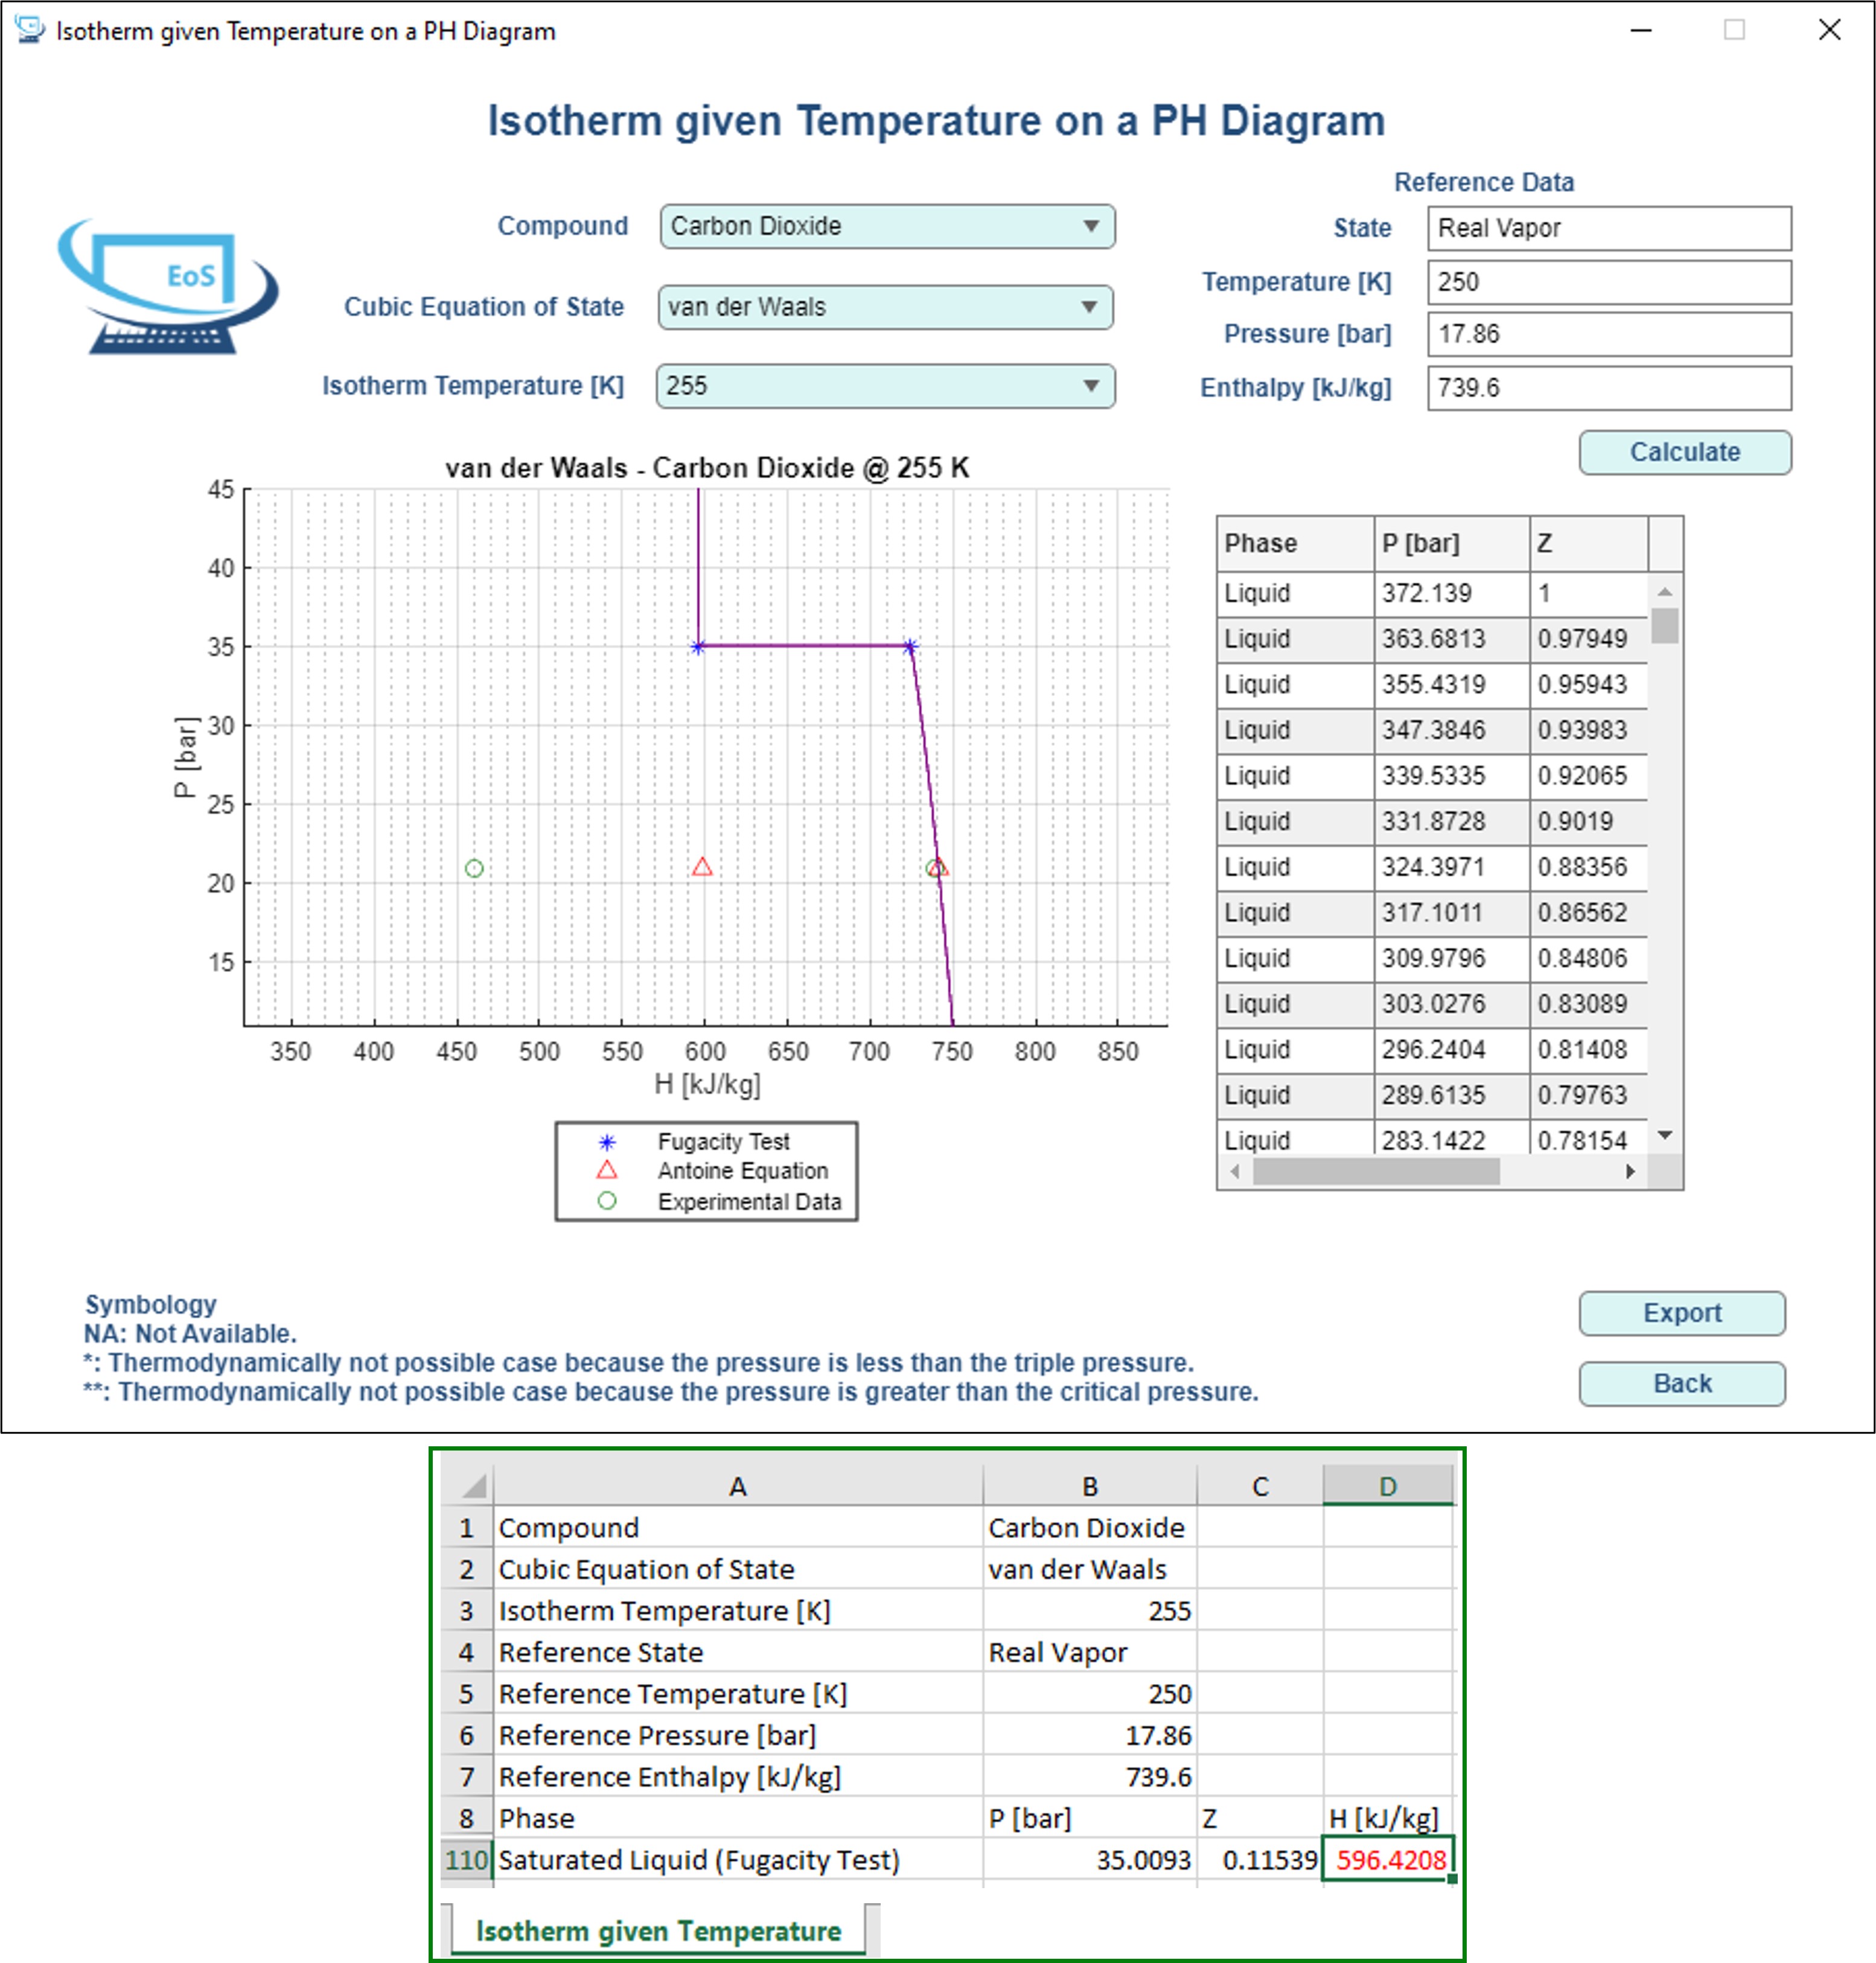 Isotherm given Temperature on a PH Diagram
Isotherm given Temperature on a PH Diagram
EoS
Compound
Carbon Dioxide
Cubic Equation of State
van der Waals
Isotherm Temperature [K]
255
Reference Data
State
Real Vapor
Temperature [K]
250
Pressure [bar]
17.86
Enthalpy [kJ/kg]
739.6
Calculate
van der Waals - Carbon Dioxide @ 255 K
45
40
35
30
25
20
15
P [bar]
350 400 450 500 550 600 650 700 750 800 850
H [kJ/kg]
Fugacity Test
Antoine Equation
Experimental Data
Phase P [bar] Z
Liquid 372.139 1
Liquid 363.6813 0.97949
Liquid 355.4319 0.95943
Liquid 347.3846 0.93983
Liquid 339.5335 0.92065
Liquid 331.8728 0.9019
Liquid 324.3971 0.88356
Liquid 317.1011 0.86562
Liquid 309.9796 0.84806
Liquid 303.0276 0.83089
Liquid 296.2404 0.81408
Liquid 289.6135 0.79763
Liquid 283.1422 0.78154
Symbology
NA: Not Available.
*: Thermodynamically not possible case because the pressure is less than the triple pressure.
**: Thermodynamically not possible case because the pressure is greater than the critical pressure.
Export
Back
A B C D
1 Compound Carbon Dioxide
2 Cubic Equation of State van der Waals
3 Isotherm Temperature [K] 255
4 Reference State Real Vapor
5 Reference Temperature [K] 250
6 Reference Pressure [bar] 17.86
7 Reference Enthalpy [kJ/kg] 739.6
8 Phase P [bar] Z H [kJ/kg]
110 Saturated Liquid (Fugacity Test) 35.0093 0.11539 596.4208
Isotherm given Temperature